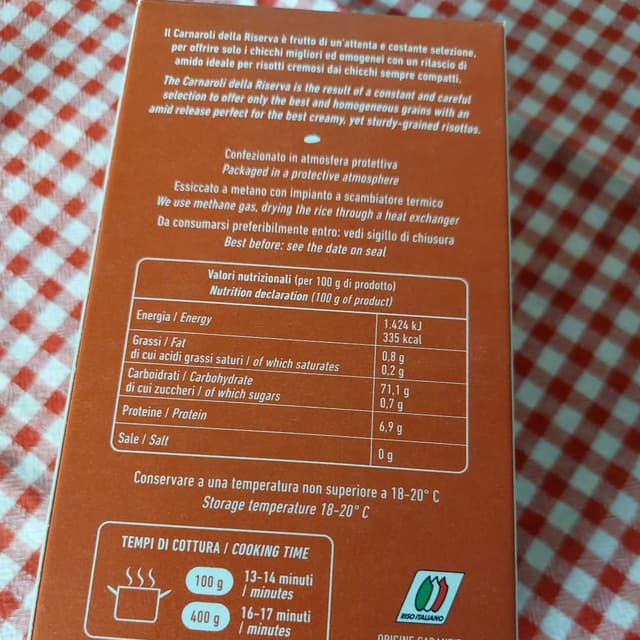 Il Carnaroli della Riserva è frutto di un'attenta e costante selezione,
per offrire solo i chicchi migliori ed omogenei con un rilascio di
amido ideale per risotti cremosi dai chicchi sempre compatti.
The Carnaroli della Riserva is the result of a constant and careful
selection to offer only the best and homogeneous grains with an
amid release perfect for the best creamy, yet sturdy-grained risottos.
Confezionato in atmosfera protettiva
Packaged in a protective atmosphere
Essiccato a metano con impianto a scambiatore termico
We use methane gas, drying the rice through a heat exchanger
Da consumarsi preferibilmente entro: vedi sigillo di chiusura
Best before: see the date on seal
Valori nutrizionali (per 100 g di prodotto)
Nutrition declaration (100 g of product)
Energia / Energy 1.424 kJ
335 kcal
Grassi / Fat 0,8 g
di cui acidi grassi saturi / of which saturates 0,2 g
Carboidrati / Carbohydrate 71,1 g
di cui zuccheri / of which sugars 0,7 g
Proteine / Protein 6,9 g
Sale / Salt 0 g
Conservare a una temperatura non superiore a 18-20° C
Storage temperature 18-20° C
TEMPI DI COTTURA / COOKING TIME
100 g 13-14 minuti
/ minutes
400 g 16-17 minuti
/ minutes
RISO ITALIANO
ORIGINE